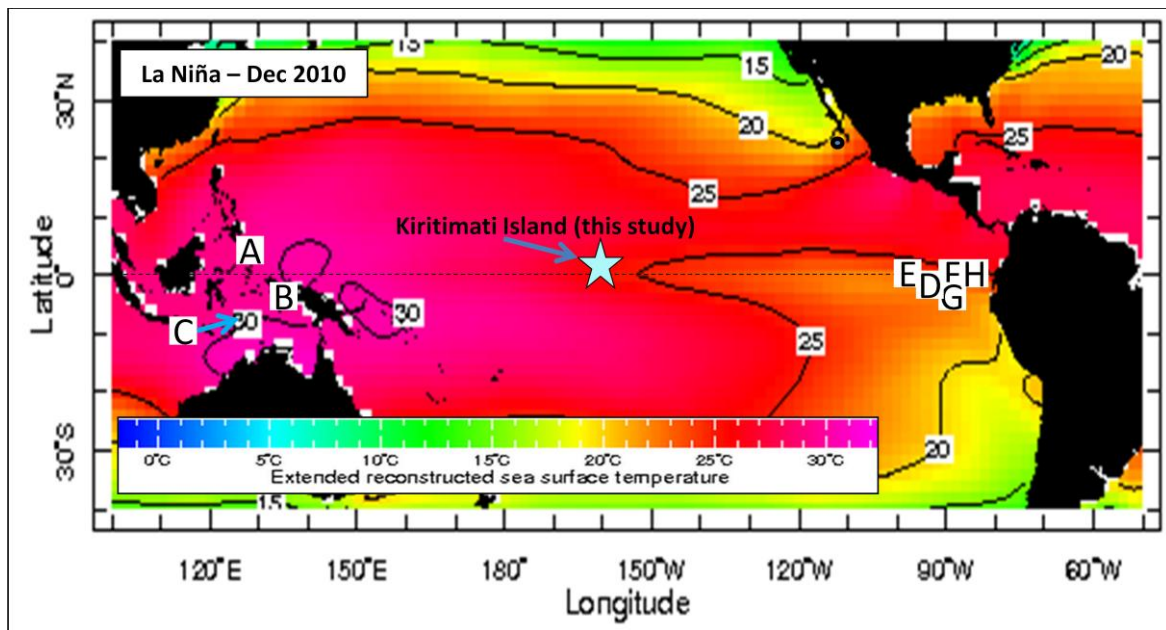 La Niña – Dec 2010
15
20
15
20
25
25
25
Kiritimati Island (this study)
A
B
C
30
30
E F H
D
G
25
20
15
30°N
0°
30°S
Latitude
0°C 5°C 10°C 15°C 20°C 25°C 30°C
Extended reconstructed sea surface temperature
120°E 150°E 180° 150°W 120°W 90°W 60°W
Longitude